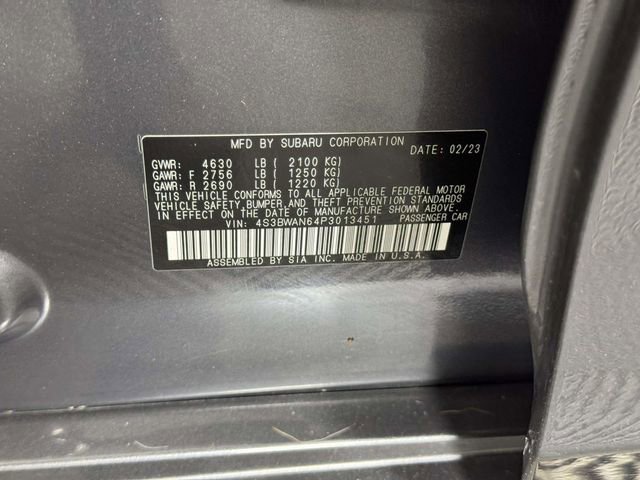 MFD BY SUBARU CORPORATION DATE: 02/23
GVWR: 4630 LB ( 2100 KG)
GAWR: F 2756 LB ( 1250 KG)
GAWR: R 2690 LB ( 1220 KG)
THIS VEHICLE CONFORMS TO ALL APPLICABLE FEDERAL MOTOR
VEHICLE SAFETY, BUMPER, AND THEFT PREVENTION STANDARDS
IN EFFECT ON THE DATE OF MANUFACTURE SHOWN ABOVE.
VIN: 4S3BWAN64P3013451 PASSENGER CAR
ASSEMBLED BY SIA INC. MADE IN U.S.A.